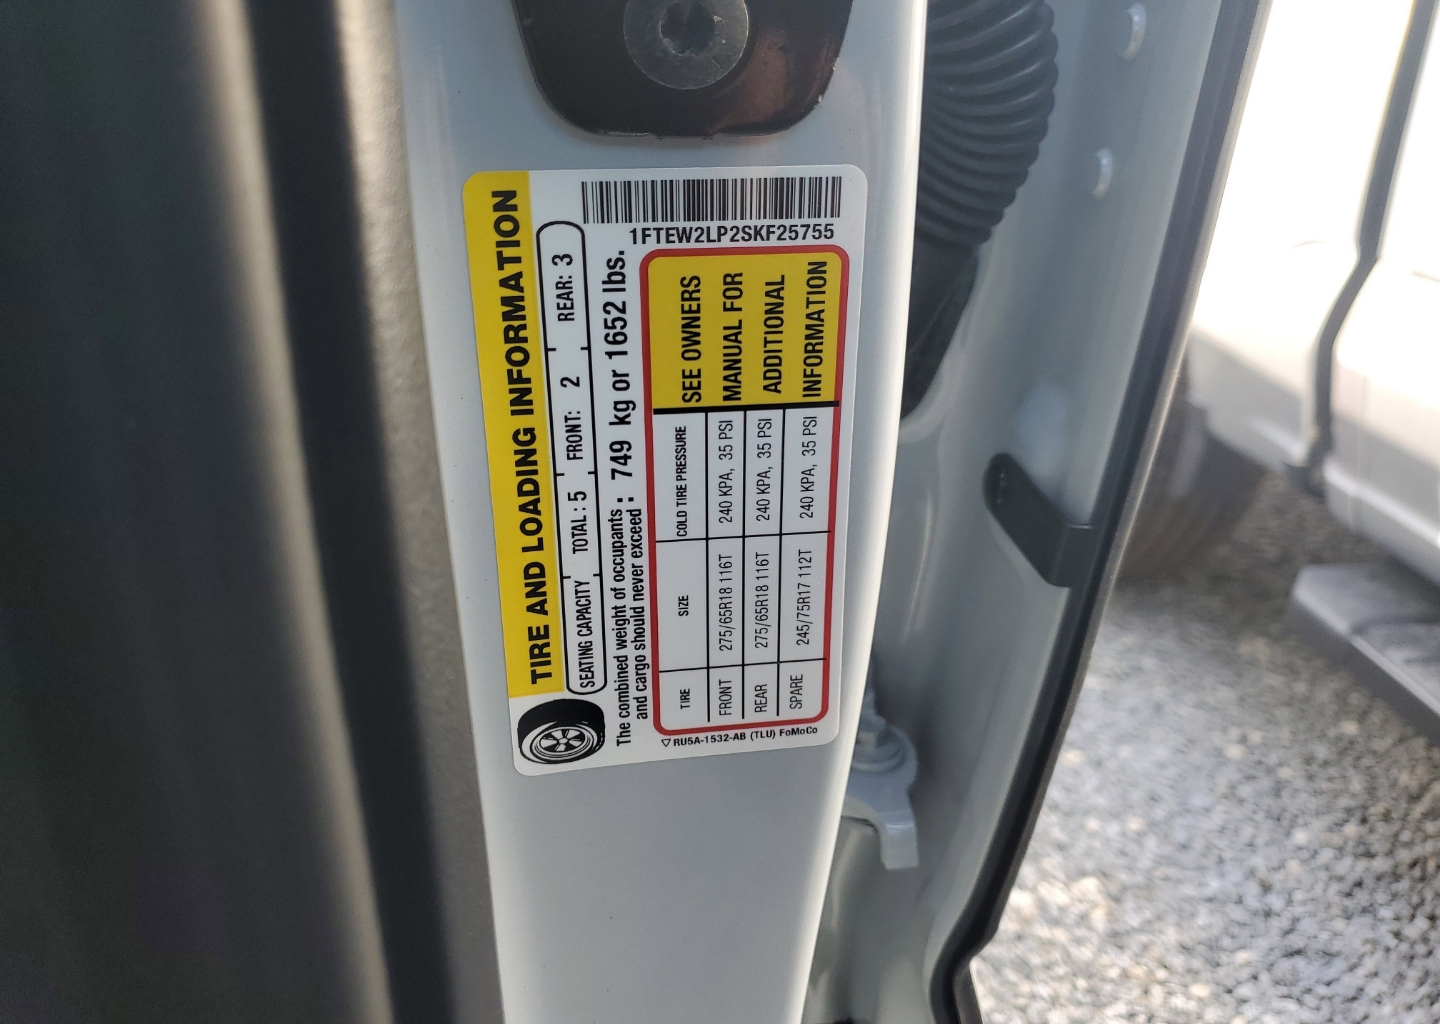 TIRE AND LOADING INFORMATION
SEATING CAPACITY TOTAL : 5 FRONT: 2 REAR: 3
The combined weight of occupants
and cargo should never exceed : 749 kg or 1652 lbs.
TIRE SIZE COLD TIRE PRESSURE
FRONT 275/65R18 116T 240 KPA, 35 PSI
REAR 275/65R18 116T 240 KPA, 35 PSI
SPARE 245/75R17 112T 240 KPA, 35 PSI
SEE OWNERS
MANUAL FOR
ADDITIONAL
INFORMATION
1FTEW2LP2SKF25755
RU5A-1532-AB (TLU) FoMoCo